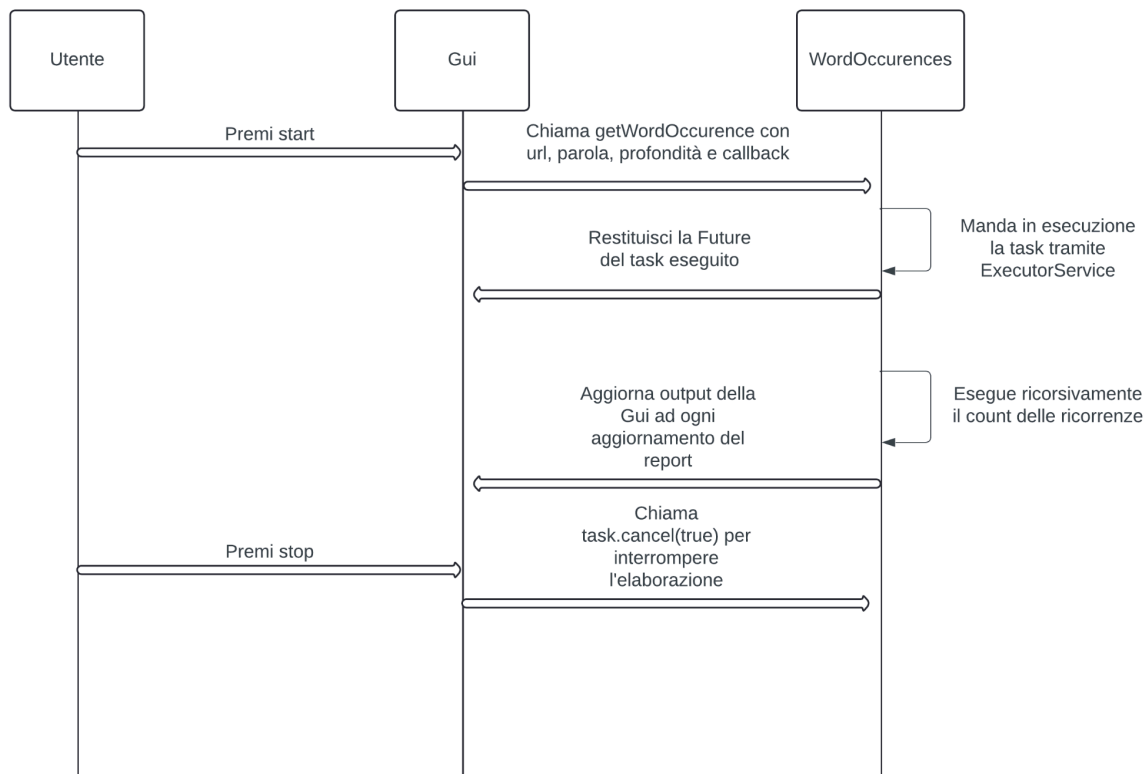 Utente
Gui
WordOccurences
Premi start
Chiama getWordOccurence con
url, parola, profondità e callback
Manda in esecuzione
la task tramite
ExecutorService
Restituisci la Future
del task eseguito
Esegue ricorsivamente
il count delle ricorrenze
Aggiorna output della
Gui ad ogni
aggiornamento del
report
Premi stop
Chiama
task.cancel(true) per
interrompere
l'elaborazione